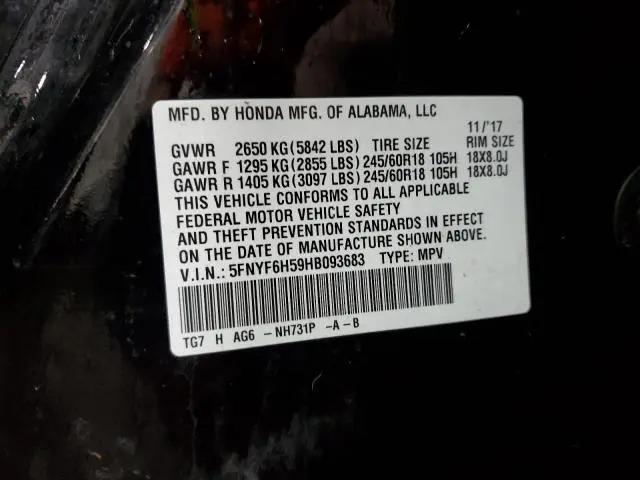 MFD. BY HONDA MFG. OF ALABAMA, LLC
11/'17
GVWR 2650 KG(5842 LBS) TIRE SIZE RIM SIZE
GAWR F 1295 KG(2855 LBS) 245/60R18 105H 18X8.0J
GAWR R 1405 KG(3097 LBS) 245/60R18 105H 18X8.0J
THIS VEHICLE CONFORMS TO ALL APPLICABLE
FEDERAL MOTOR VEHICLE SAFETY
AND THEFT PREVENTION STANDARDS IN EFFECT
ON THE DATE OF MANUFACTURE SHOWN ABOVE.
V.I.N.: 5FNYF6H59HB093683 TYPE: MPV
TG7 H AG6 -NH731P -A-B